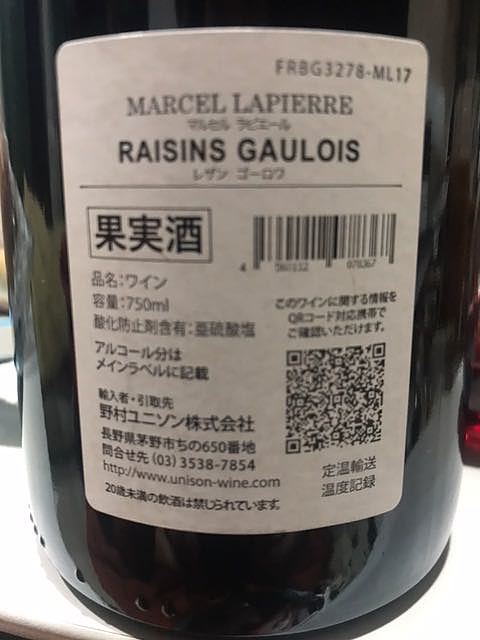 FRBG3278-ML17
MARCEL LAPIERRE
マルセル ラピエール
RAISINS GAULOIS
レザン ゴーロワ
果実酒
品名:ワイン
容量:750ml
酸化防止剤含有:亜硫酸塩
アルコール分は
メインラベルに記載
輸入者・引取先
野村ユニソン株式会社
長野県茅野市ちの650番地
問合せ先 (03) 3538-7854
http://www.unison-wine.com
20歳未満の飲酒は禁じられています。
4
このワインに関する情報を
QRコード対応携帯で
ご確認いただけます。
定温輸送
温度記録